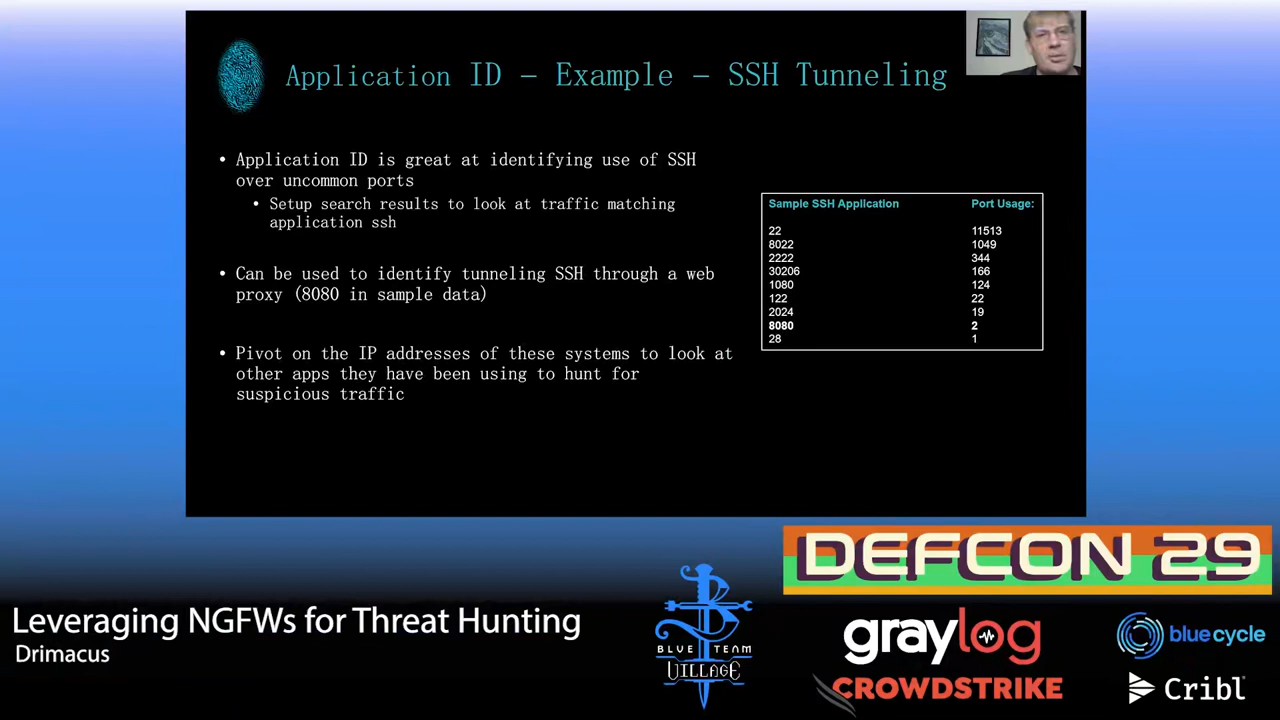 Application ID – Example – SSH Tunneling
• Application ID is great at identifying use of SSH
over uncommon ports
• Setup search results to look at traffic matching
application ssh
• Can be used to identify tunneling SSH through a web
proxy (8080 in sample data)
• Pivot on the IP addresses of these systems to look at
other apps they have been using to hunt for
suspicious traffic
Sample SSH Application Port Usage:
22 11513
8022 1049
2222 344
30206 166
1080 124
122 22
2024 19
8080 2
28 1
DEFCON 29
Leveraging NGFWs for Threat Hunting
Drimacus
BLUE TEAM
VILLAGE
graylog
blue cycle
CROWDSTRIKE
Cribl